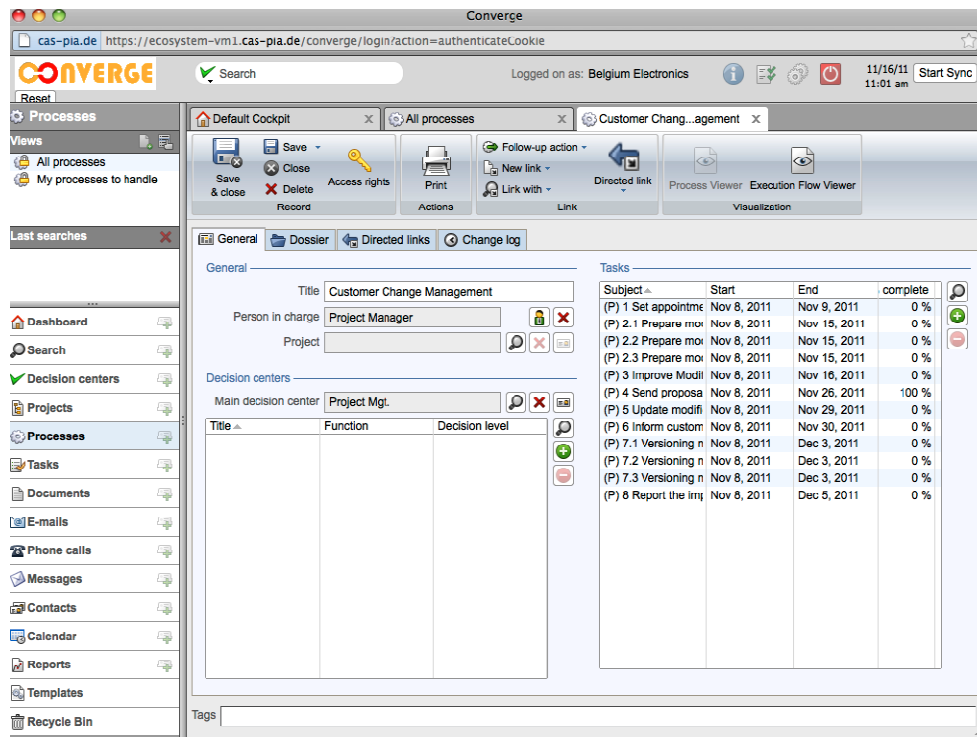 Converge
cas-pia.de https://ecosystem-vm1.cas-pia.de/converge/login?action=authenticateCookie
CONVERGE
Search
Logged on as: Belgium Electronics
11/16/11
11:01 am
Start Sync
Reset
Processes
Views
All processes
My processes to handle
Last searches
Dashboard
Search
Decision centers
Projects
Processes
Tasks
Documents
E-mails
Phone calls
Messages
Contacts
Calendar
Reports
Templates
Recycle Bin
Default Cockpit x
All processes x
Customer Chang...agement x
Save
& close
Save
Close
Delete
Access rights
Record
Print
Actions
Follow-up action
New link
Link with
Directed link
Link
Process Viewer
Execution Flow Viewer
Visualization
General
Dossier
Directed links
Change log
General
Title Customer Change Management
Person in charge Project Manager
Project
Decision centers
Main decision center Project Mgt.
Title Function Decision level
Tasks
Subject Start End complete
(P) 1 Set appointme Nov 8, 2011 Nov 9, 2011 0 %
(P) 2.1 Prepare mo Nov 8, 2011 Nov 15, 2011 0 %
(P) 2.2 Prepare mo Nov 8, 2011 Nov 15, 2011 0 %
(P) 2.3 Prepare mo Nov 8, 2011 Nov 15, 2011 0 %
(P) 3 Improve Modif Nov 8, 2011 Nov 16, 2011 0 %
(P) 4 Send proposa Nov 8, 2011 Nov 26, 2011 100 %
(P) 5 Update modifi Nov 8, 2011 Nov 29, 2011 0 %
(P) 6 Inform custom Nov 8, 2011 Nov 30, 2011 0 %
(P) 7.1 Versioning n Nov 8, 2011 Dec 3, 2011 0 %
(P) 7.2 Versioning n Nov 8, 2011 Dec 3, 2011 0 %
(P) 7.3 Versioning n Nov 8, 2011 Dec 3, 2011 0 %
(P) 8 Report the imp Nov 8, 2011 Dec 5, 2011 0 %
Tags